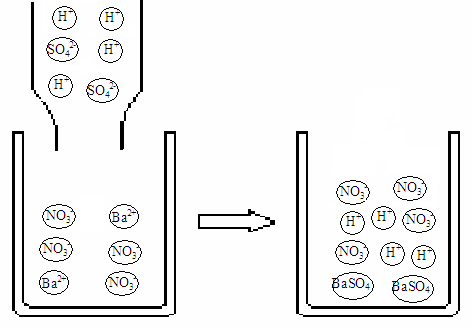 H⁺ H⁺
SO₄²⁻ H⁺
H⁺ SO₄²⁻
NO₃⁻ Ba²⁺
NO₃⁻ NO₃⁻
Ba²⁺ NO₃⁻
NO₃⁻ NO₃⁻
H⁺ H⁺ NO₃⁻
NO₃⁻ H⁺ H⁺
BaSO₄ BaSO₄